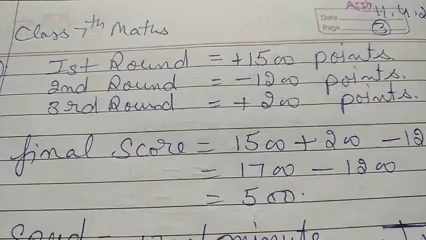 Class 7th Maths
Date
Page 3
Ist Round = +1500 points.
2nd Round = -1200 points.
3rd Round = + 200 points.
final Score = 1500 + 200 - 12
= 1700 - 1200
= 500.